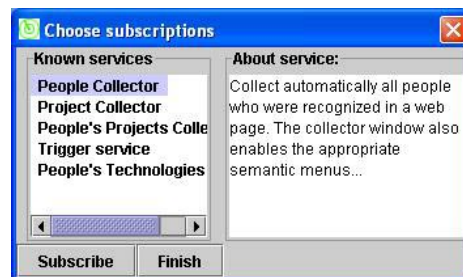 Choose subscriptions
Known services
People Collector
Project Collector
People's Projects Colle
Trigger service
People's Technologies
About service:
Collect automatically all people
who were recognized in a web
page. The collector window also
enables the appropriate
semantic menus...
Subscribe
Finish